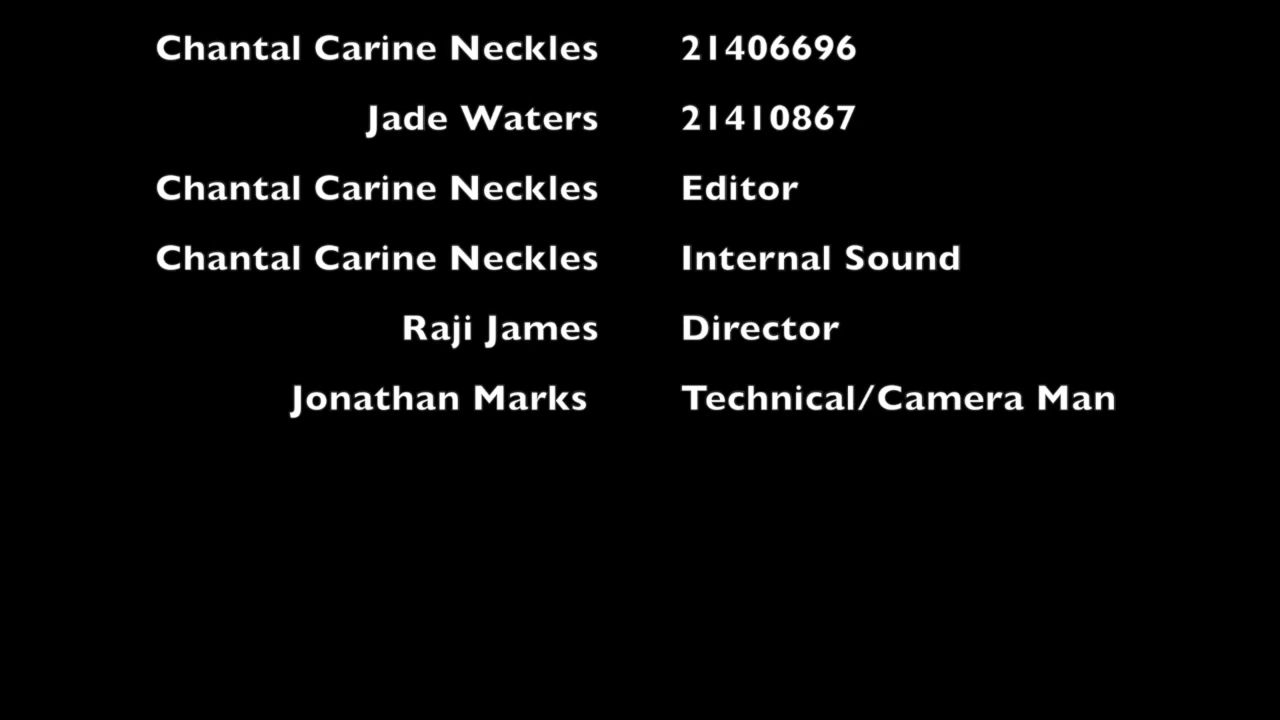 Chantal Carine Neckles 21406696
Jade Waters 21410867
Chantal Carine Neckles Editor
Chantal Carine Neckles Internal Sound
Raji James Director
Jonathan Marks Technical/Camera Man